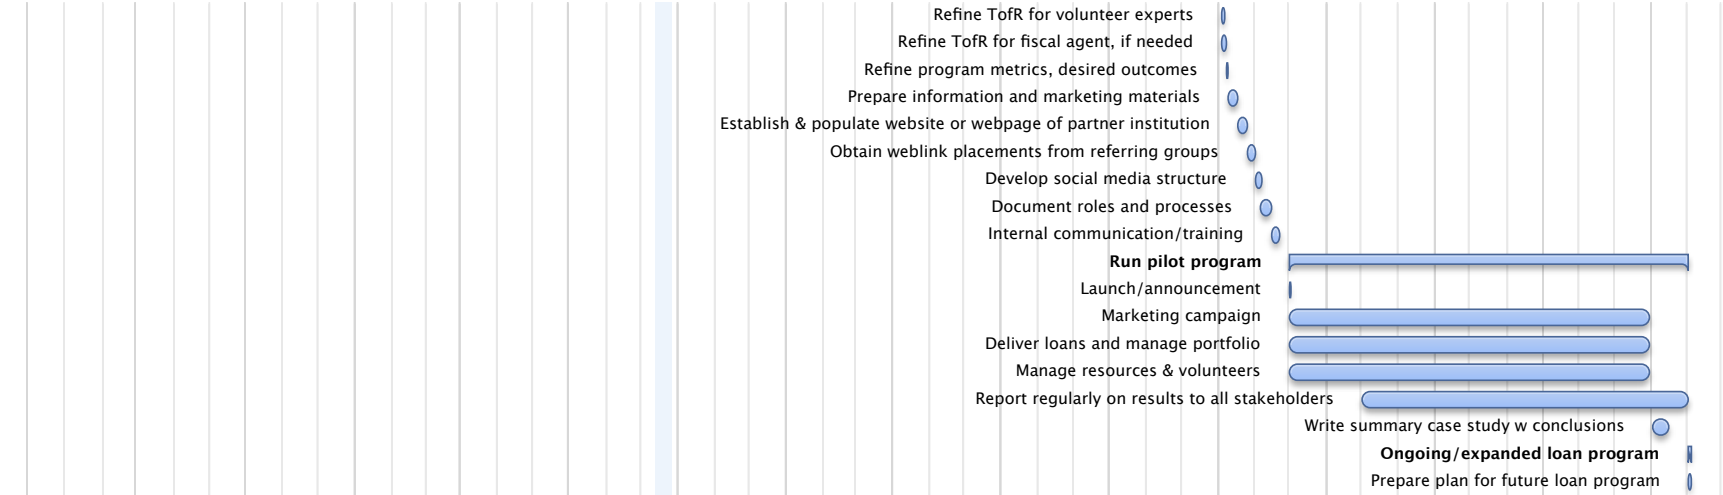 Refine TofR for volunteer experts
Refine TofR for fiscal agent, if needed
Refine program metrics, desired outcomes
Prepare information and marketing materials
Establish & populate website or webpage of partner institution
Obtain weblink placements from referring groups
Develop social media structure
Document roles and processes
Internal communication/training
Run pilot program
Launch/announcement
Marketing campaign
Deliver loans and manage portfolio
Manage resources & volunteers
Report regularly on results to all stakeholders
Write summary case study w conclusions
Ongoing/expanded loan program
Prepare plan for future loan program